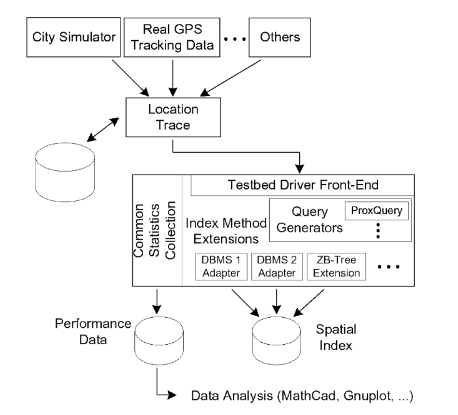 City Simulator
Real GPS
Tracking Data
• • •
Others
Location
Trace
Testbed Driver Front-End
Common
Statistics
Collection
Index Method
Extensions
Query
Generators
ProxQuery
DBMS 1
Adapter
DBMS 2
Adapter
ZB-Tree
Extension
• • •
Performance
Data
Spatial
Index
Data Analysis (MathCad, Gnuplot, ...)